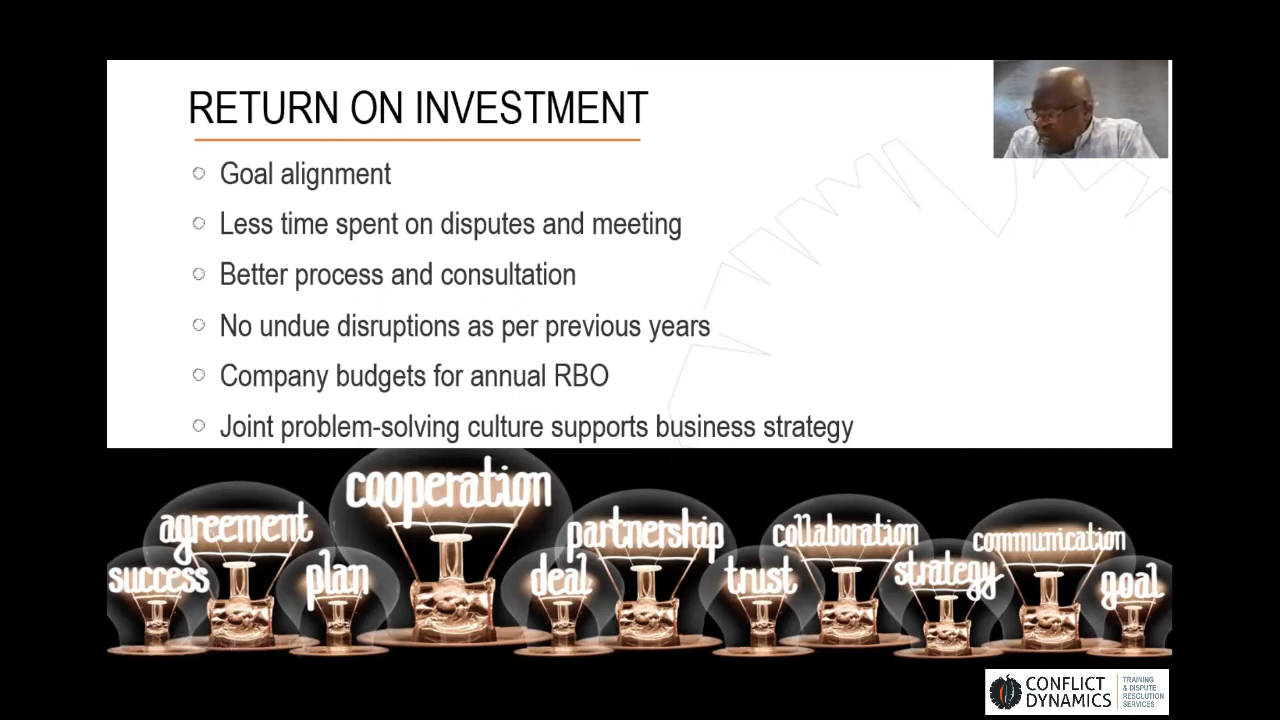 RETURN ON INVESTMENT
Goal alignment
Less time spent on disputes and meeting
Better process and consultation
No undue disruptions as per previous years
Company budgets for annual RBO
Joint problem-solving culture supports business strategy
cooperation
agreement
partnership
collaboration
communication
success
plan
deal
trust
strategy
goal
CONFLICT
DYNAMICS
TRAINING
& DISPUTE
RESOLUTION
SERVICES